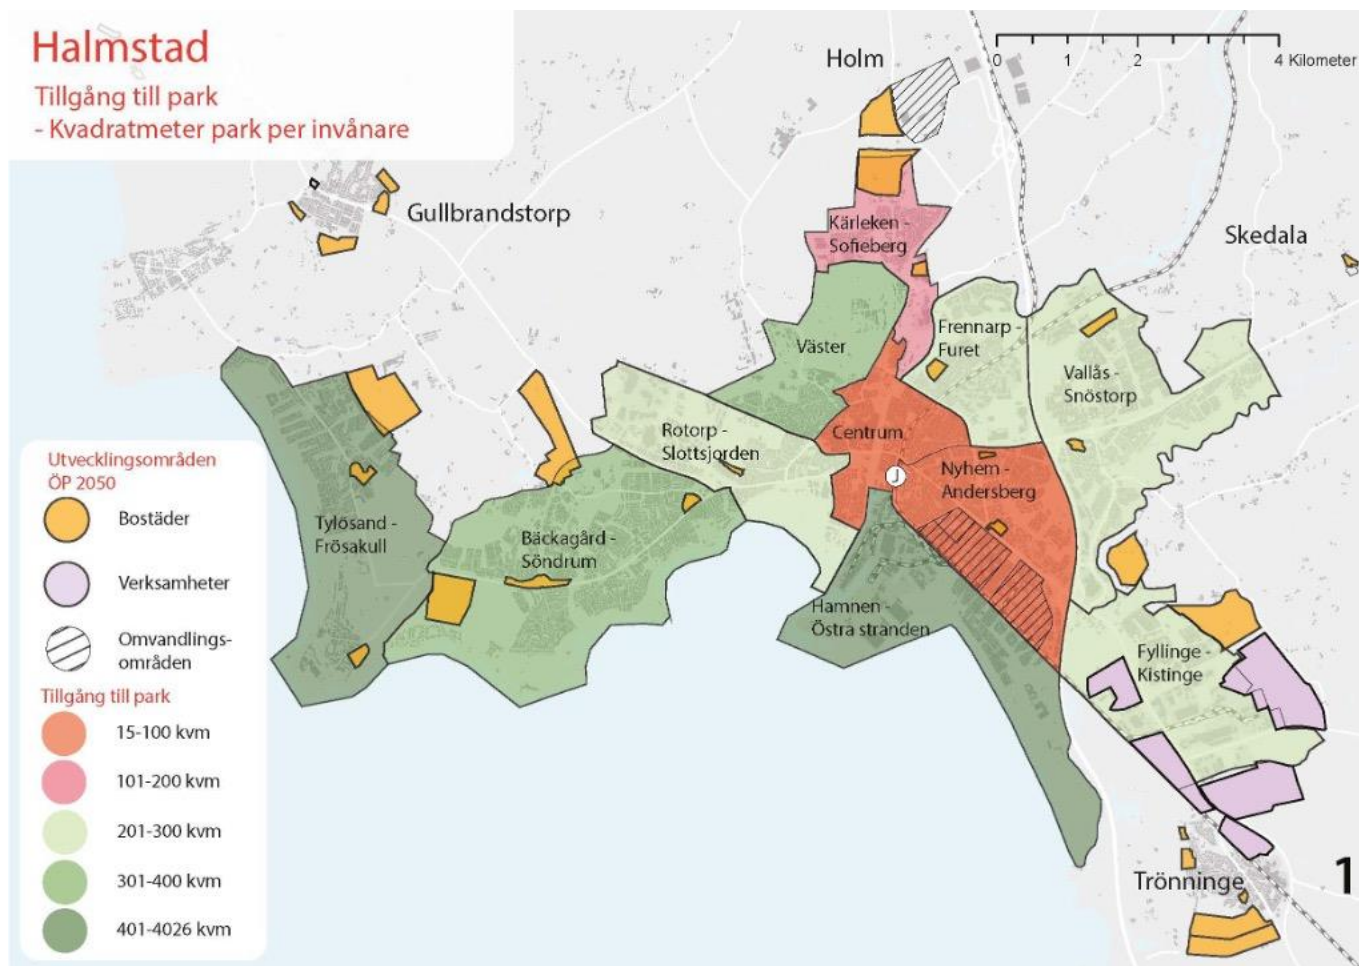 Halmstad
Tillgång till park
- Kvadratmeter park per invånare
Holm
0 1 2 4 Kilometer
Gullbrandstorp
Kärleken -
Sofieberg
Skedala
Väster
Frennarp -
Furet
Vallås -
Snöstorp
Rotorp -
Slottsjorden
Centrum
Nyhem -
Andersberg
J
Tylösand -
Frösakull
Bäckagård -
Söndrum
Hamnen -
Östra stranden
Fyllinge -
Kistinge
Trönninge
1
Utvecklingsområden
ÖP 2050
Bostäder
Verksamheter
Omvandlings-
områden
Tillgång till park
15-100 kvm
101-200 kvm
201-300 kvm
301-400 kvm
401-4026 kvm